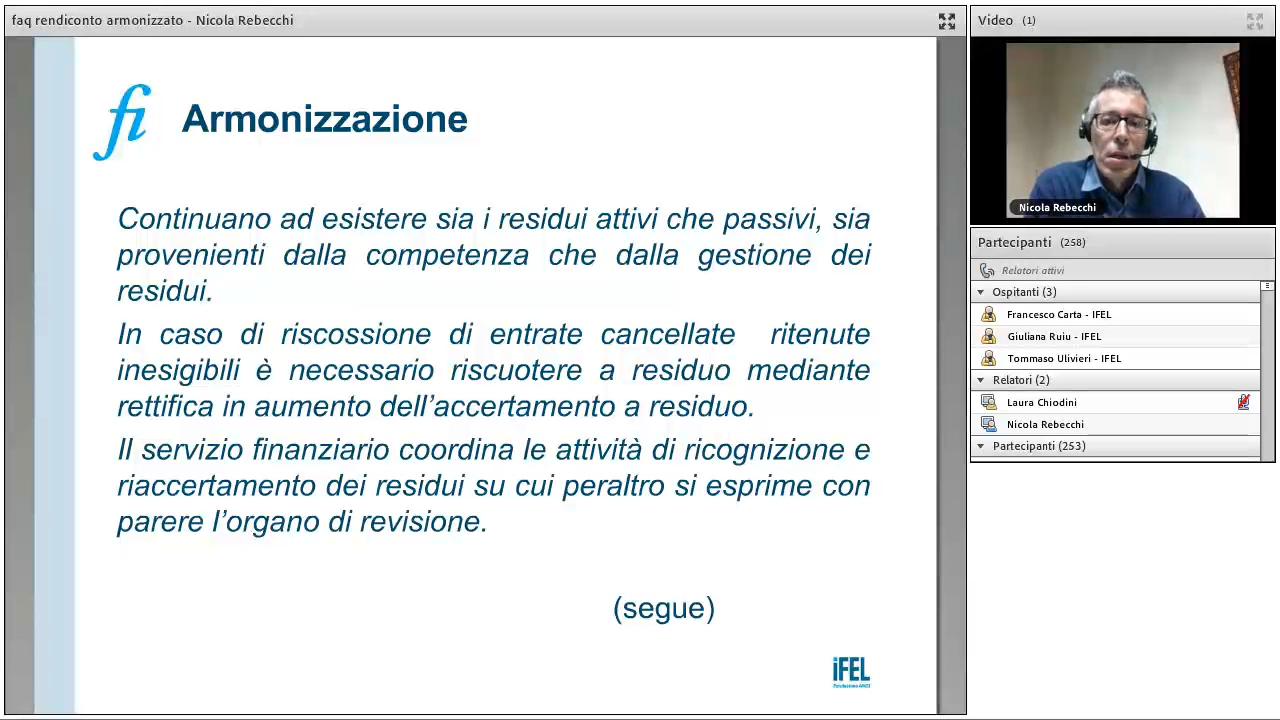 faq rendiconto armonizzato - Nicola Rebecchi
fi Armonizzazione
Continuano ad esistere sia i residui attivi che passivi, sia
provenienti dalla competenza che dalla gestione dei
residui.
In caso di riscossione di entrate cancellate ritenute
inesigibili è necessario riscuotere a residuo mediante
rettifica in aumento dell’accertamento a residuo.
Il servizio finanziario coordina le attività di ricognizione e
riaccertamento dei residui su cui peraltro si esprime con
parere l’organo di revisione.
(segue)
iFEL
Fondazione ANCI
Video (1)
Nicola Rebecchi
Partecipanti (258)
Relatori attivi
Ospitanti (3)
Francesco Carta - IFEL
Giuliana Ruiu - IFEL
Tommaso Ulivieri - IFEL
Relatori (2)
Laura Chiodini
Nicola Rebecchi
Partecipanti (253)